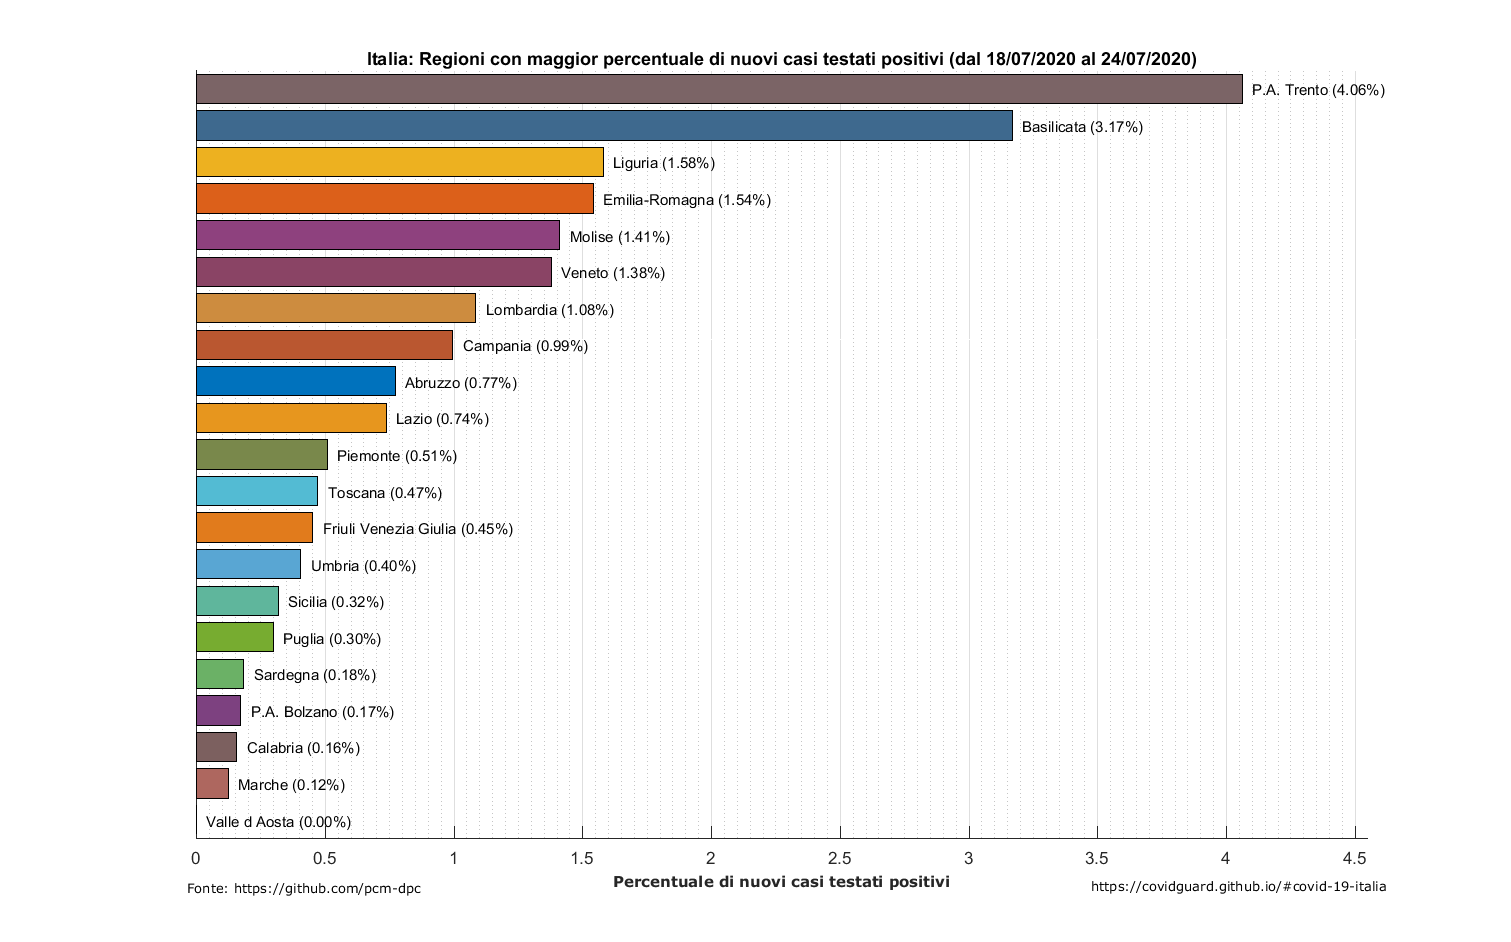 Italia: Regioni con maggior percentuale di nuovi casi testati positivi (dal 18/07/2020 al 24/07/2020)
P.A. Trento (4.06%)
Basilicata (3.17%)
Liguria (1.58%)
Emilia-Romagna (1.54%)
Molise (1.41%)
Veneto (1.38%)
Lombardia (1.08%)
Campania (0.99%)
Abruzzo (0.77%)
Lazio (0.74%)
Piemonte (0.51%)
Toscana (0.47%)
Friuli Venezia Giulia (0.45%)
Umbria (0.40%)
Sicilia (0.32%)
Puglia (0.30%)
Sardegna (0.18%)
P.A. Bolzano (0.17%)
Calabria (0.16%)
Marche (0.12%)
Valle d Aosta (0.00%)
0 0.5 1 1.5 2 2.5 3 3.5 4 4.5
Percentuale di nuovi casi testati positivi
Fonte: https://github.com/pcm-dpc
https://covidguard.github.io/#covid-19-italia